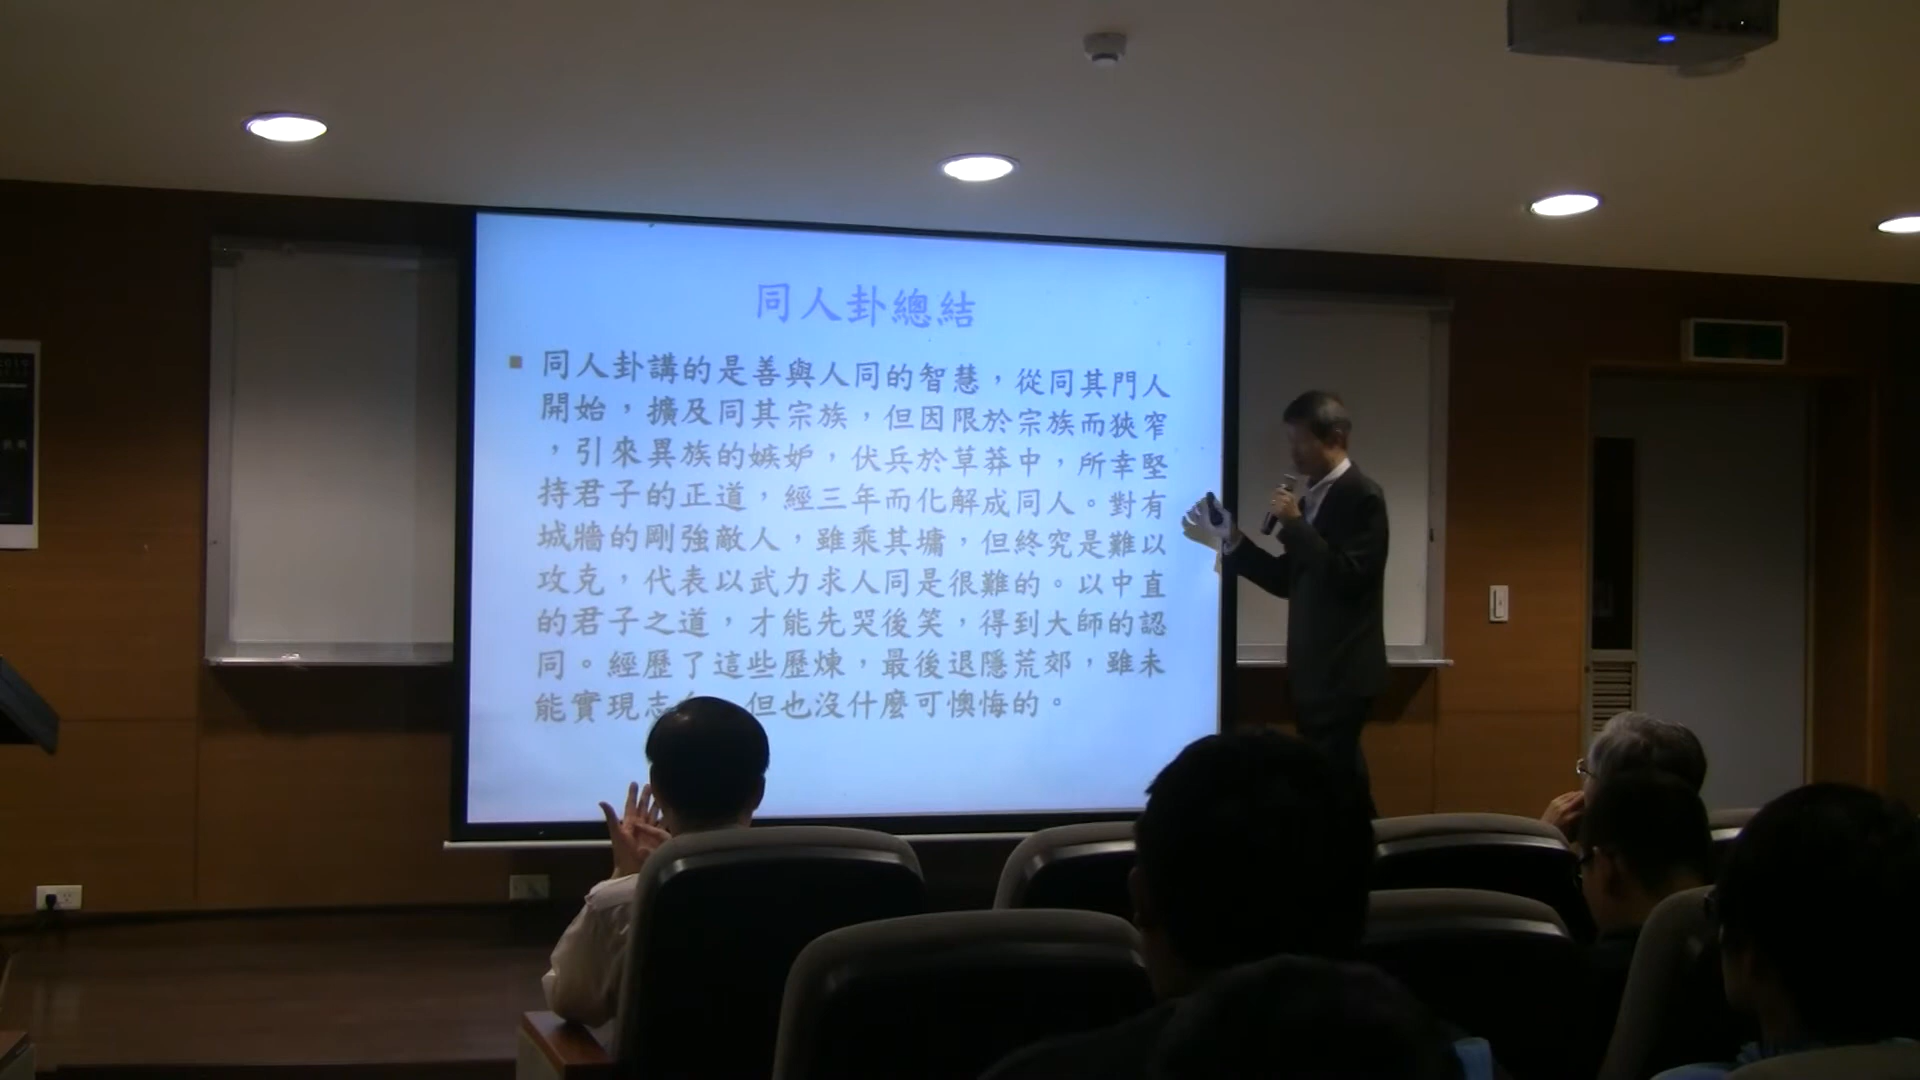 同人卦總結
同人卦講的是善與人同的智慧，從同其門人
開始，擴及同其宗族，但因限於宗族而狹窄
，引來異族的嫉妒，伏兵於草莽中，所幸堅
持君子的正道，經三年而化解成同人。對有
城牆的剛強敵人，雖乘其墉，但終究是難以
攻克，代表以武力求人同是很難的。以中直
的君子之道，才能先哭後笑，得到大師的認
同。經歷了這些歷煉，最後退隱荒郊，雖未
能實現志 但也沒什麼可懊悔的。